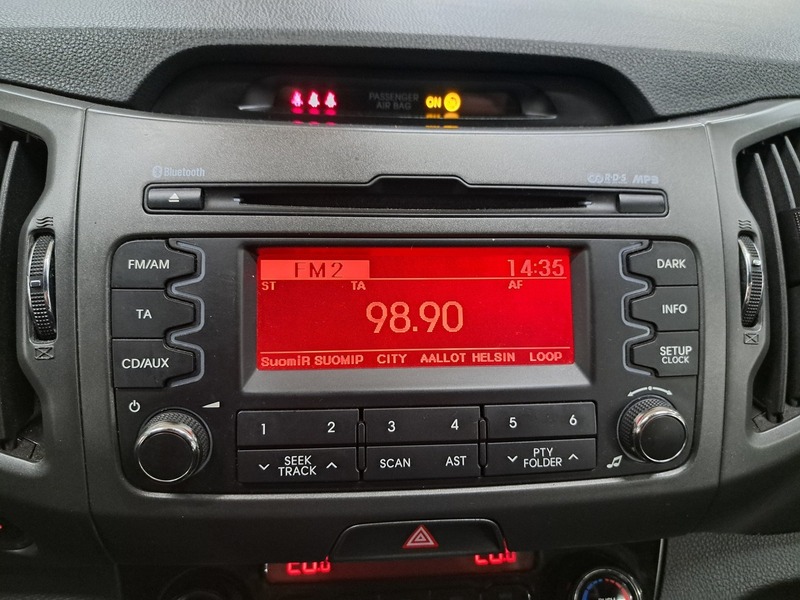 PASSENGER
AIR BAG
ON
Bluetooth
R·D·S MP3
FM/AM
TA
CD/AUX
FM2 14:35
ST TA AF
98.90
SuomiR SUOMIP CITY AALLOT HELSIN LOOP
DARK
INFO
SETUP
CLOCK
1 2 3 4 5 6
SEEK
TRACK
SCAN AST
PTY
FOLDER